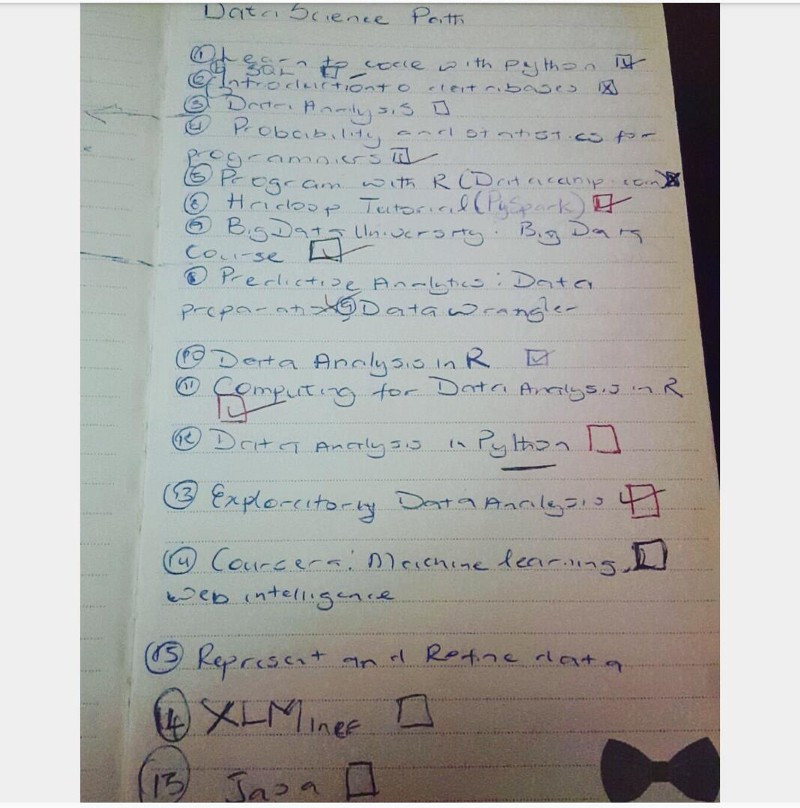 Data Science Path
① Learn to code with python ☑
SQL
② Introduction to databases ☒
③ Data Analysis ☐
④ Probability and statistics for
programmers ☑
⑤ Program with R (Datacamp.com) ☒
⑥ Hadoop Tutorial (PySpark) ☑
⑦ Big Data University: Big Data
Course ☑
⑧ Predictive Analytics: Data
preparation ⑨ Data wrangler
⑩ Data Analysis in R ☑
⑪ Computing for Data Analysis in R
☑
⑫ Data Analysis in Python ☐
⑬ Exploratory Data Analysis ☑
⑭ Coursera: Machine learning, ☐
Web intelligence
⑮ Represent and Refine data
⑭ XLMiner ☐
⑮ Java ☐